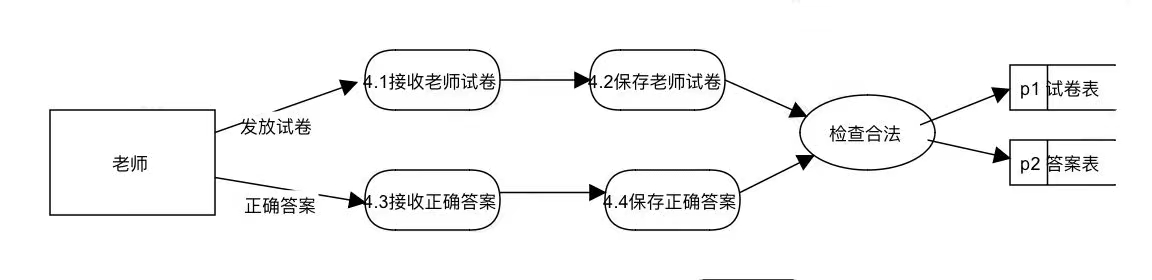 4.1接收老师试卷
4.2保存老师试卷
p1 试卷表
发放试卷
检查合法
老师
p2 答案表
正确答案
4.3接收正确答案
4.4保存正确答案